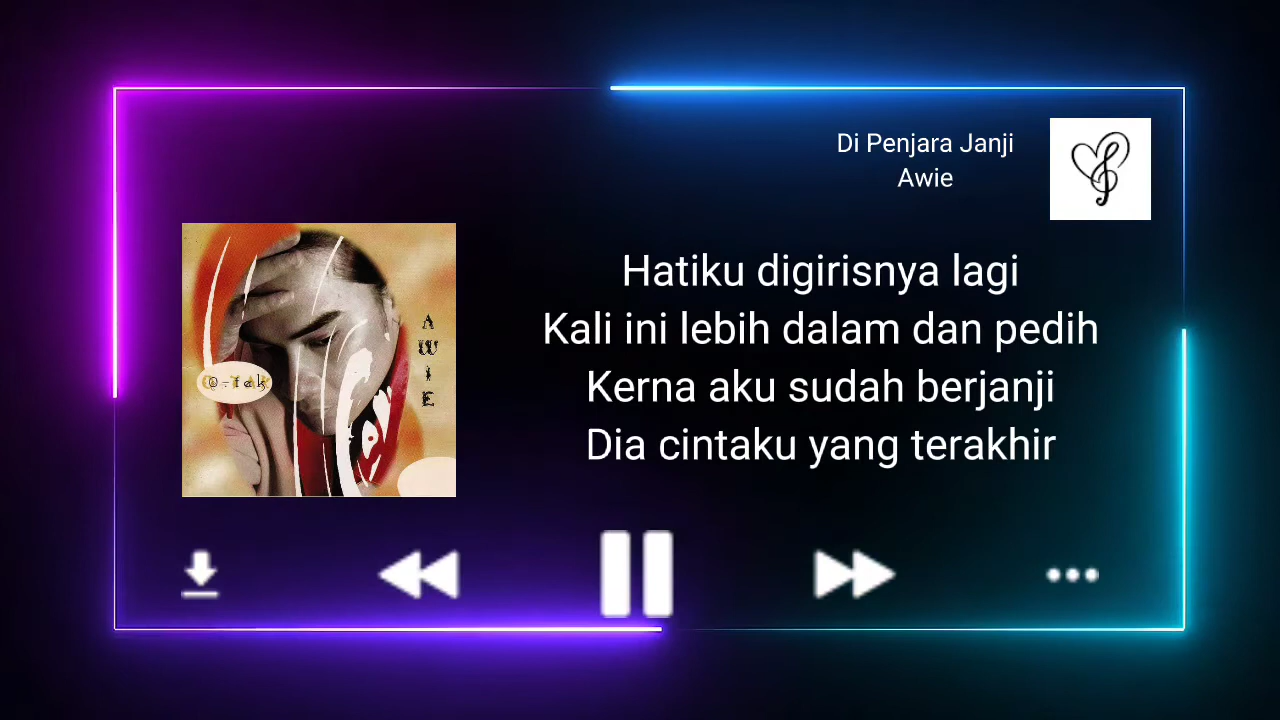 Di Penjara Janji
Awie
A
W
I
E
Hatiku digirisnya lagi
Kali ini lebih dalam dan pedih
Kerna aku sudah berjanji
Dia cintaku yang terakhir